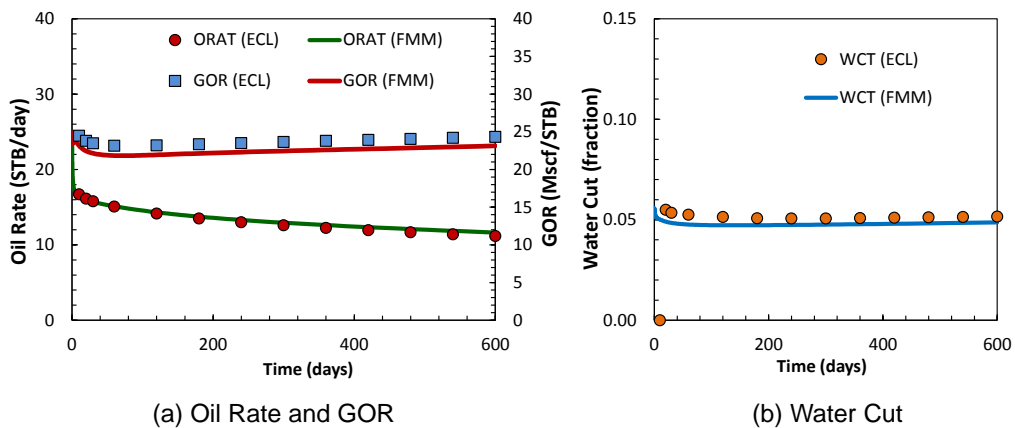 40
30
20
10
0
Oil Rate (STB/day)
ORAT (ECL)
ORAT (FMM)
GOR (ECL)
GOR (FMM)
40
35
30
25
20
15
10
5
0
GOR (Mscf/STB)
0
200
400
600
Time (days)
(a) Oil Rate and GOR
0.15
0.10
0.05
0.00
Water Cut (fraction)
WCT (ECL)
WCT (FMM)
0
200
400
600
Time (days)
(b) Water Cut